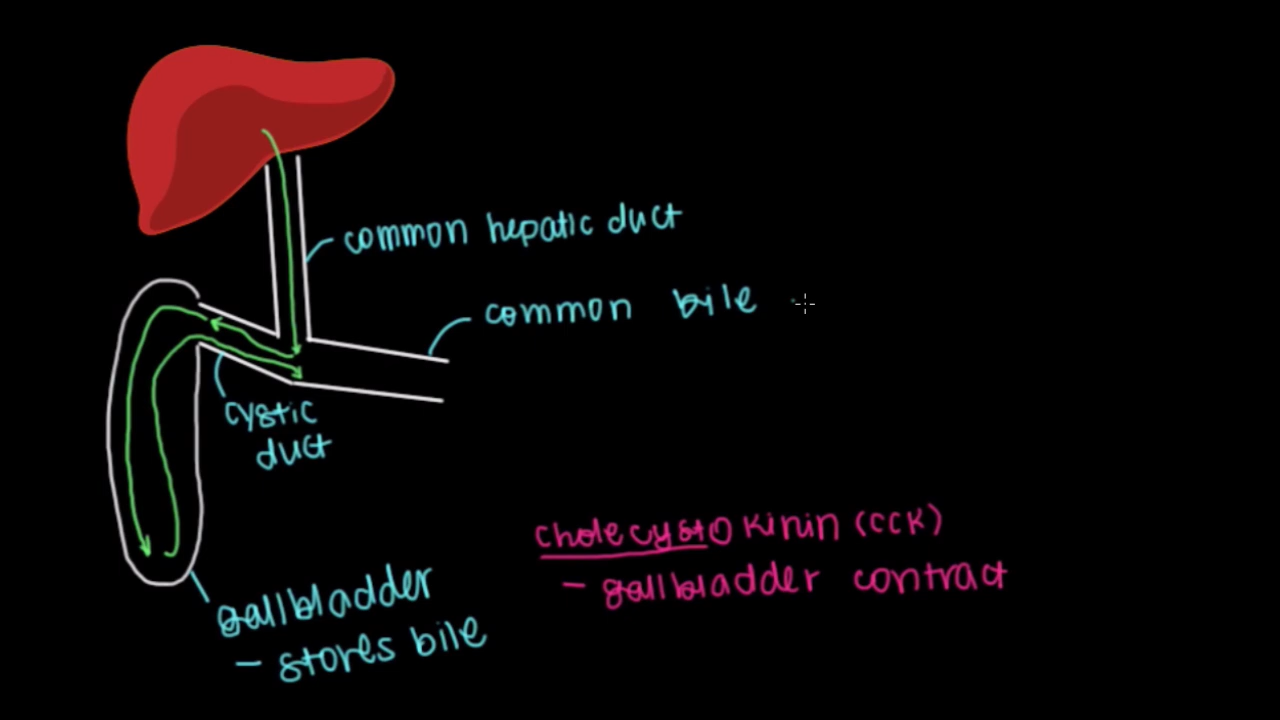 common hepatic duct
common bile
cystic
duct
cholecystokinin (CCK)
- gallbladder contract
gallbladder
- stores bile